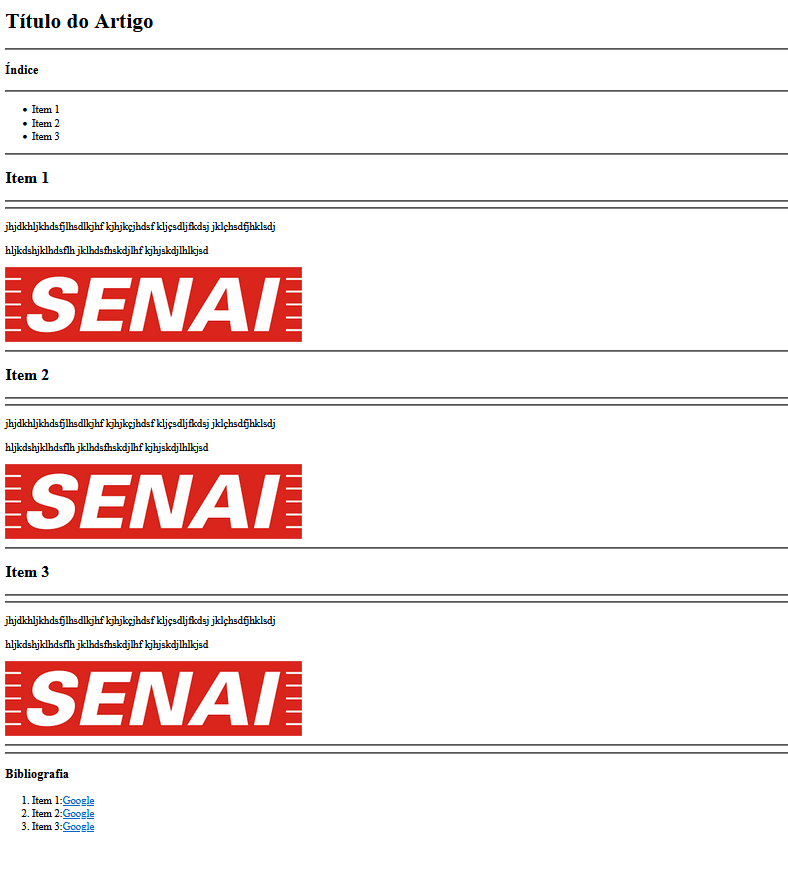 Título do Artigo
Índice
Item 1
Item 2
Item 3
Item 1
jhjdkhljkhdsfjlhsdlkjhf kjhjkçjhdsf kljçsdljfkdsj jklçhsdfjhklsdj
hljkdshjklhdsflh jklhdsfhskdjlhf kjhjskdjlhlkjsd
SENAI
Item 2
jhjdkhljkhdsfjlhsdlkjhf kjhjkçjhdsf kljçsdljfkdsj jklçhsdfjhklsdj
hljkdshjklhdsflh jklhdsfhskdjlhf kjhjskdjlhlkjsd
SENAI
Item 3
jhjdkhljkhdsfjlhsdlkjhf kjhjkçjhdsf kljçsdljfkdsj jklçhsdfjhklsdj
hljkdshjklhdsflh jklhdsfhskdjlhf kjhjskdjlhlkjsd
SENAI
Bibliografia
1. Item 1:Google
2. Item 2:Google
3. Item 3:Google